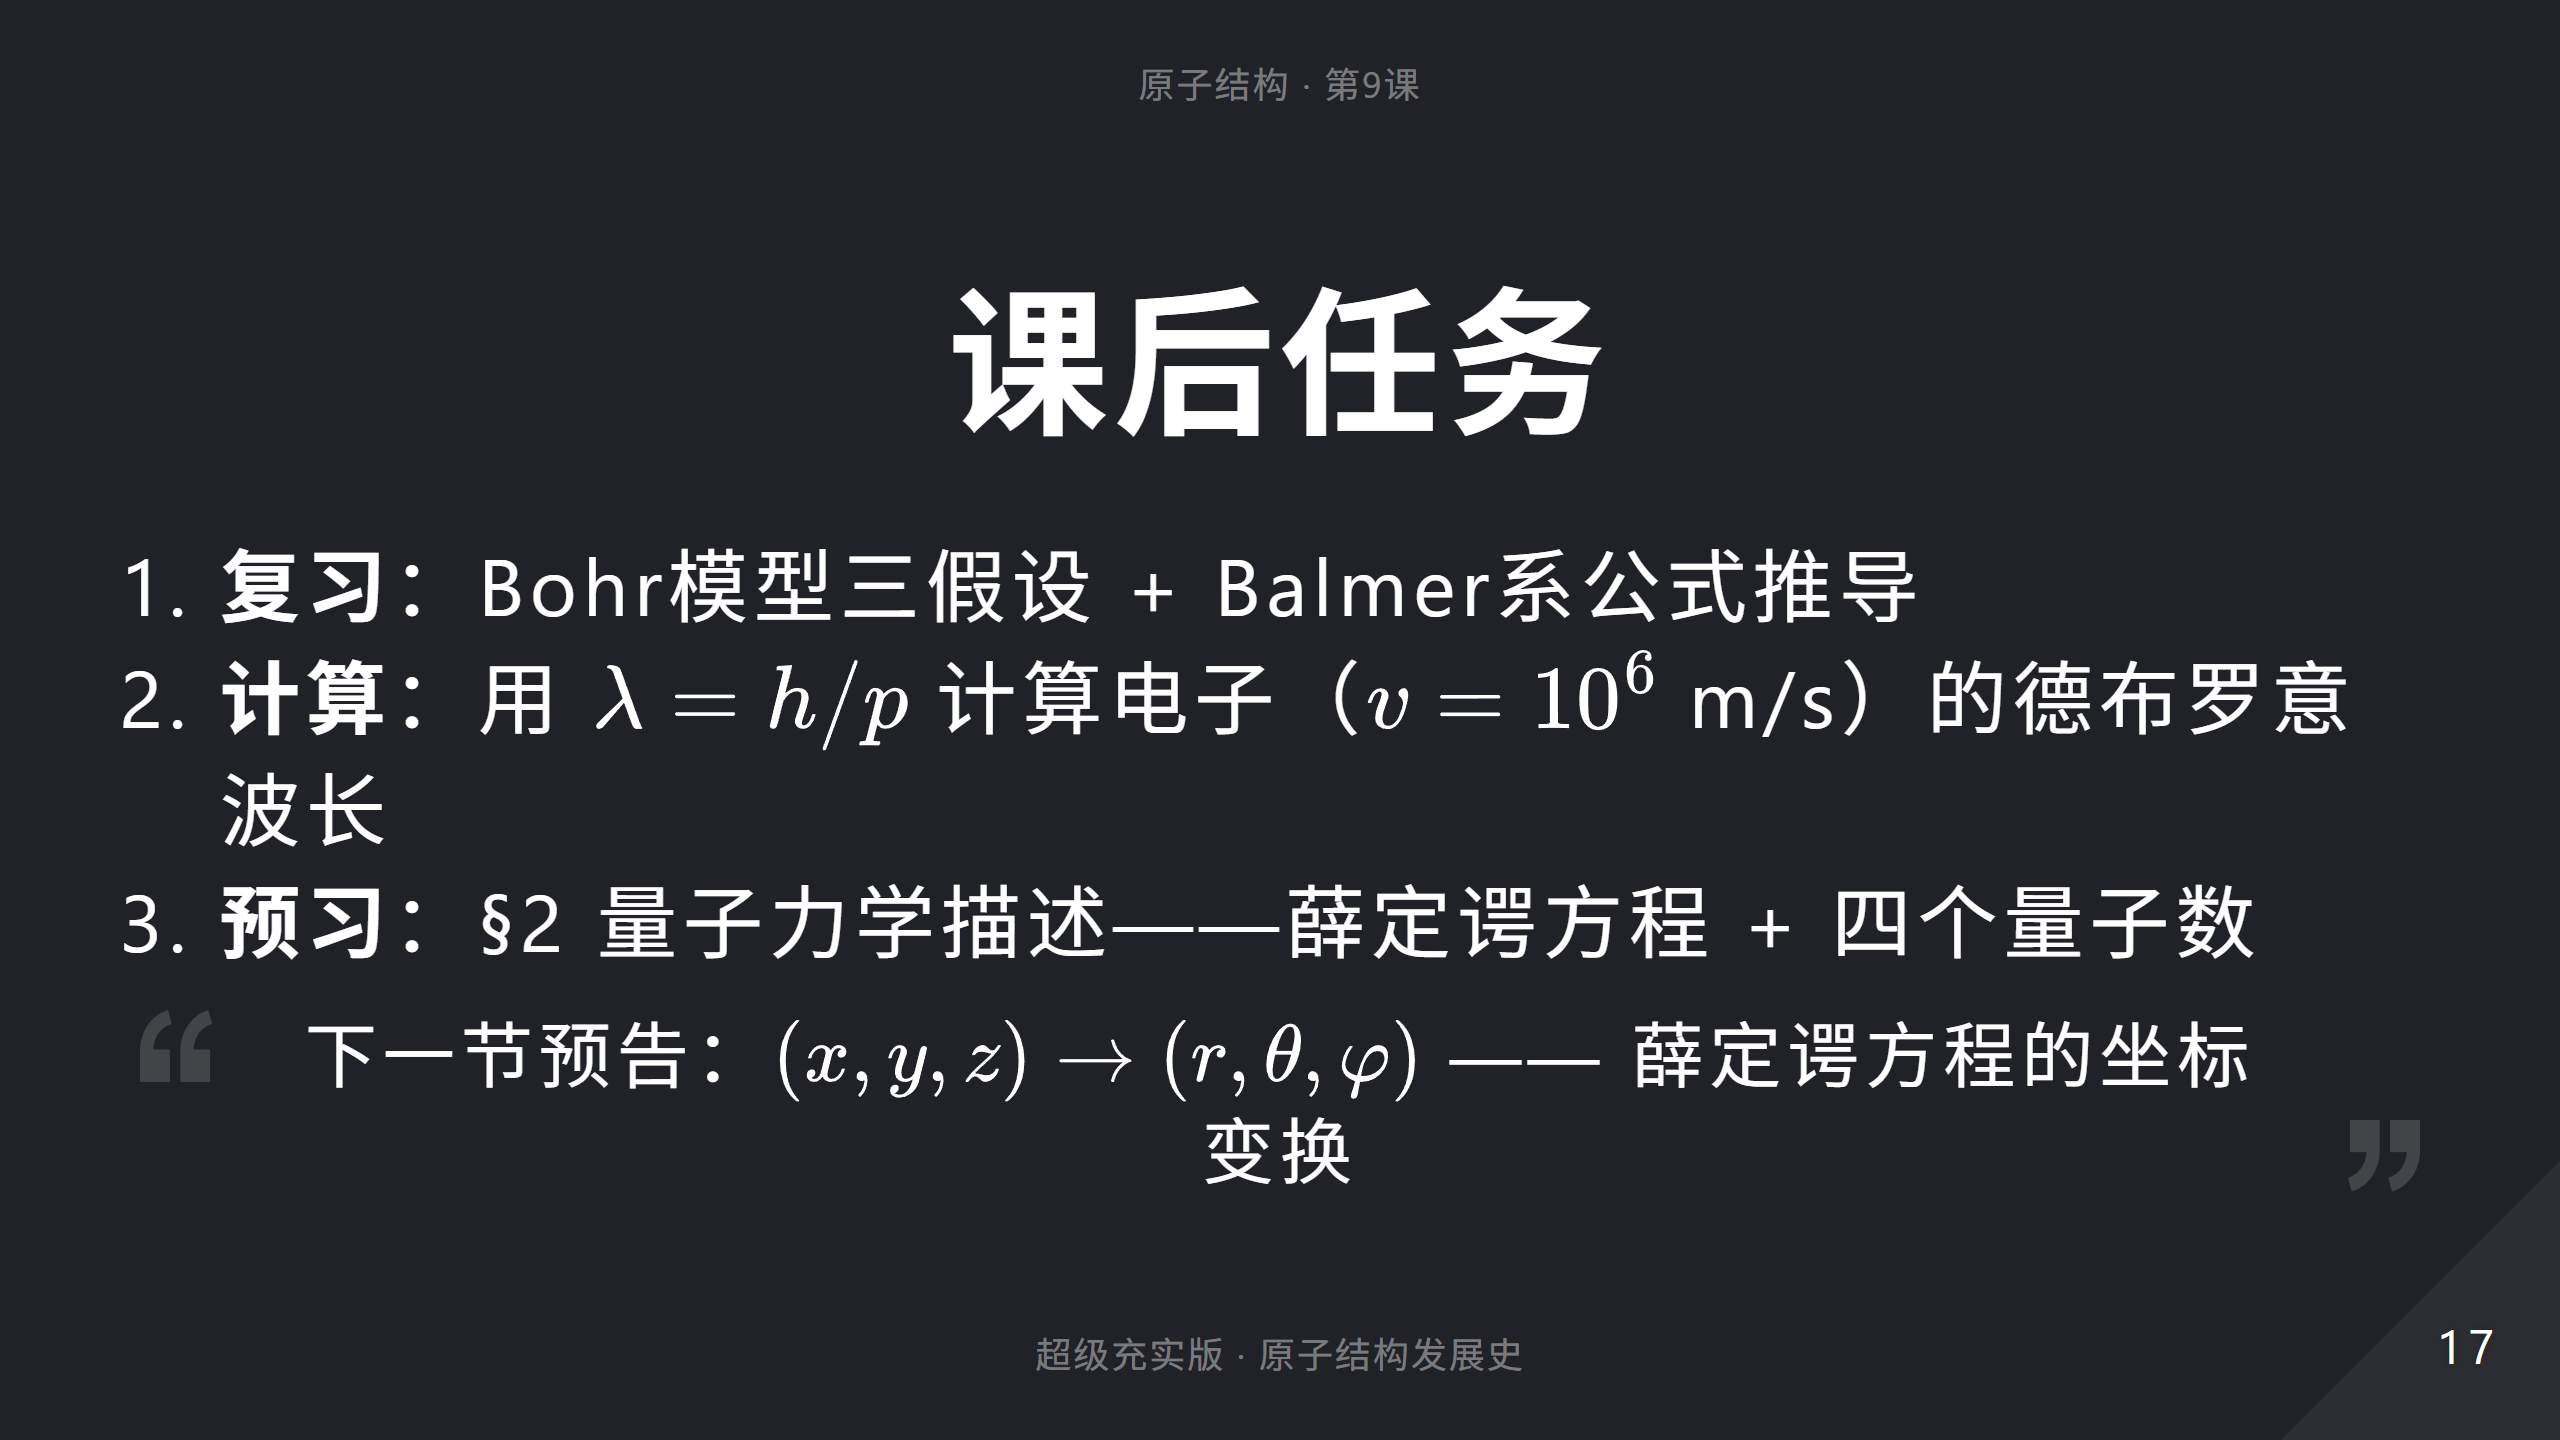 原子结构 · 第9课
课后任务
1. 复习：Bohr模型三假设 + Balmer系公式推导
2. 计算：用 λ = h/p 计算电子（v = 10⁶ m/s）的德布罗意
波长
3. 预习：§2 量子力学描述——薛定谔方程 + 四个量子数
“ 下一节预告：(x, y, z) → (r, θ, φ) —— 薛定谔方程的坐标
变换 ”
超级充实版 · 原子结构发展史
17